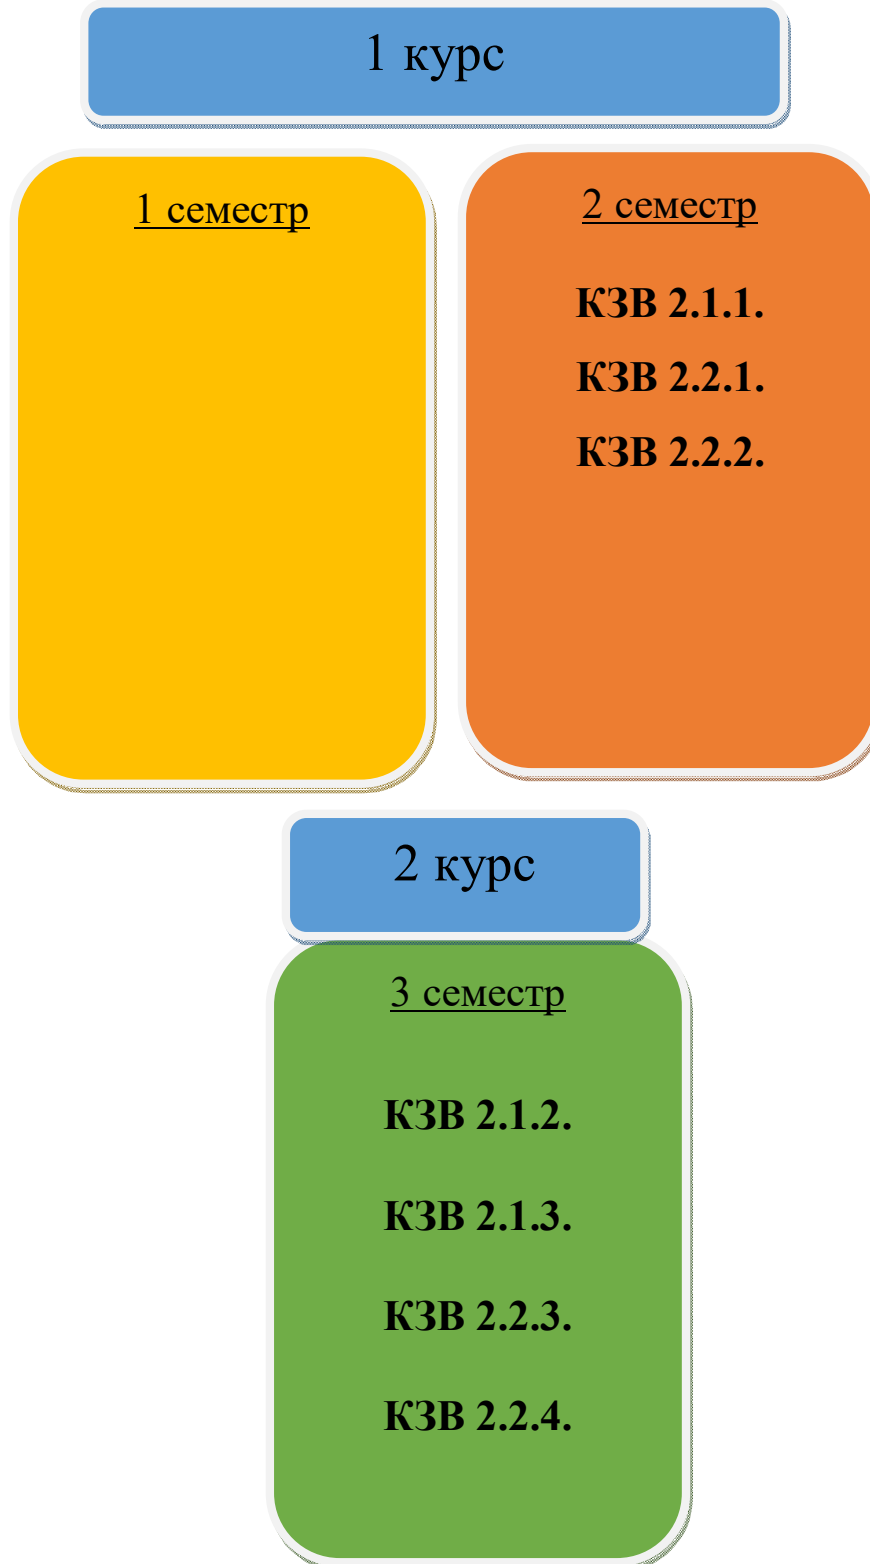 1 курс
1 семестр
2 семестр
КЗВ 2.1.1.
КЗВ 2.2.1.
КЗВ 2.2.2.
2 курс
3 семестр
КЗВ 2.1.2.
КЗВ 2.1.3.
КЗВ 2.2.3.
КЗВ 2.2.4.